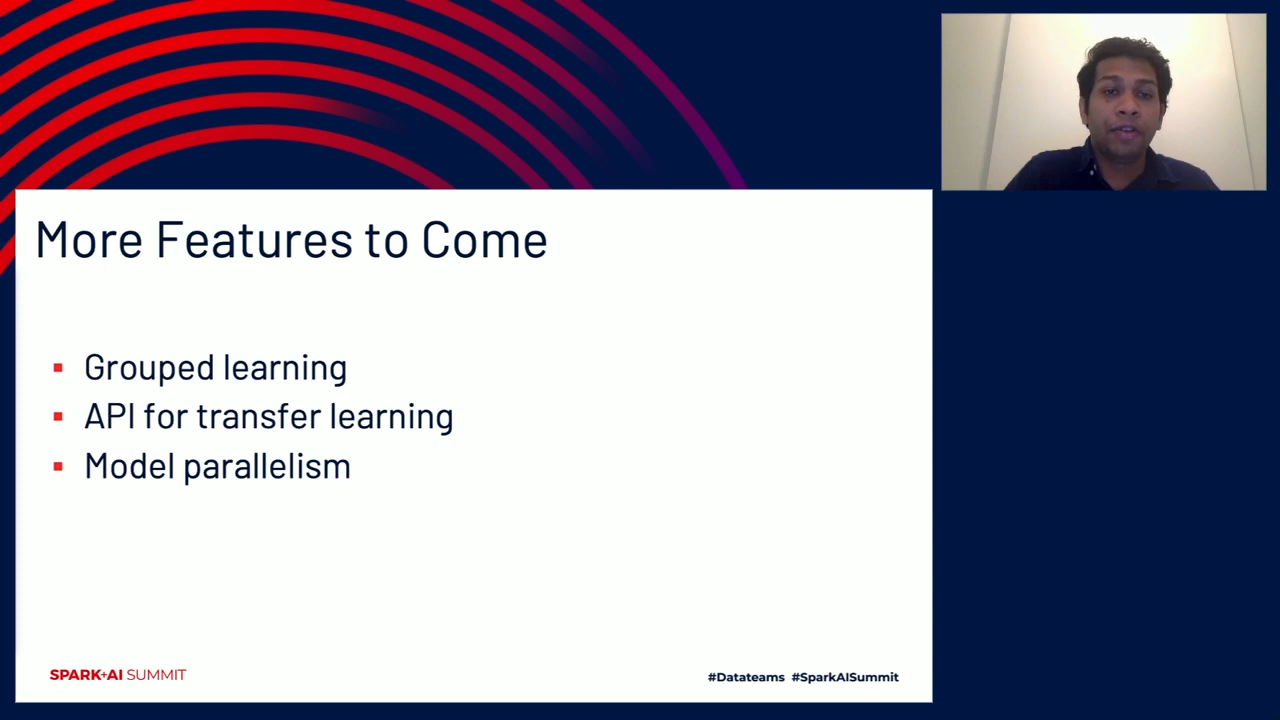 More Features to Come
Grouped learning
API for transfer learning
Model parallelism
SPARK+AI SUMMIT
#Datateams #SparkAISummit